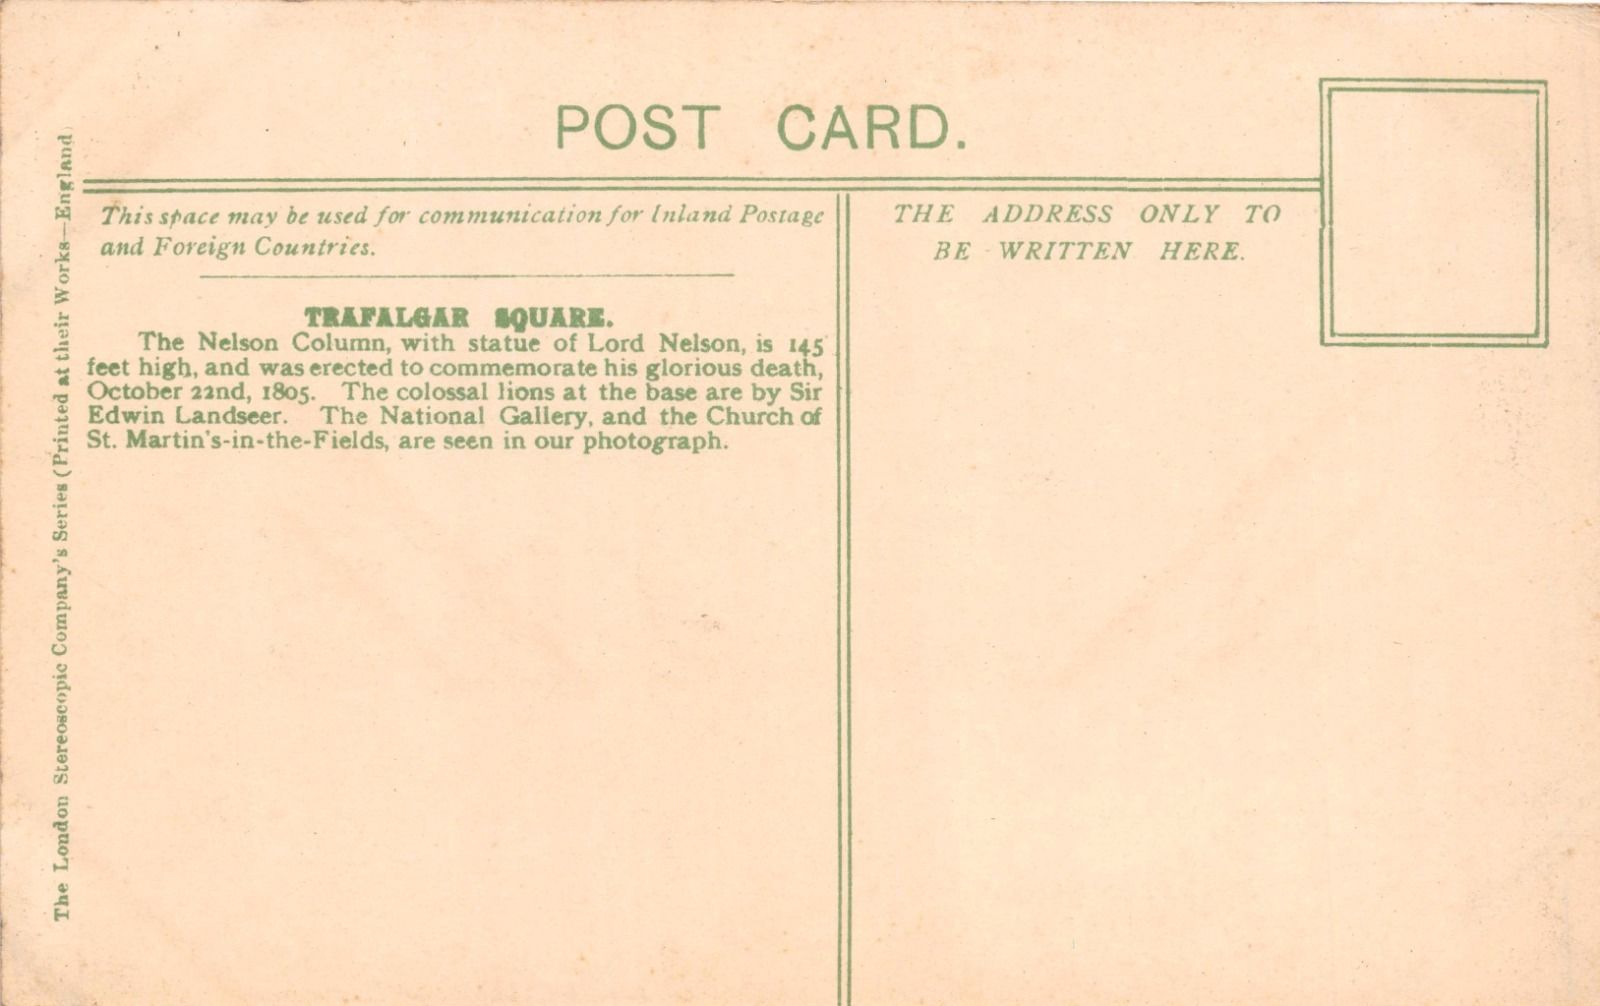 POST CARD.
This space may be used for communication for Inland Postage
and Foreign Countries.
THE ADDRESS ONLY TO
BE WRITTEN HERE.
TRAFALGAR SQUARE.
The Nelson Column, with statue of Lord Nelson, is 145
feet high, and was erected to commemorate his glorious death,
October 22nd, 1805. The colossal lions at the base are by Sir
Edwin Landseer. The National Gallery, and the Church of
St. Martin's-in-the-Fields, are seen in our photograph.
The London Stereoscopic Company's Series (Printed at their Works—England)